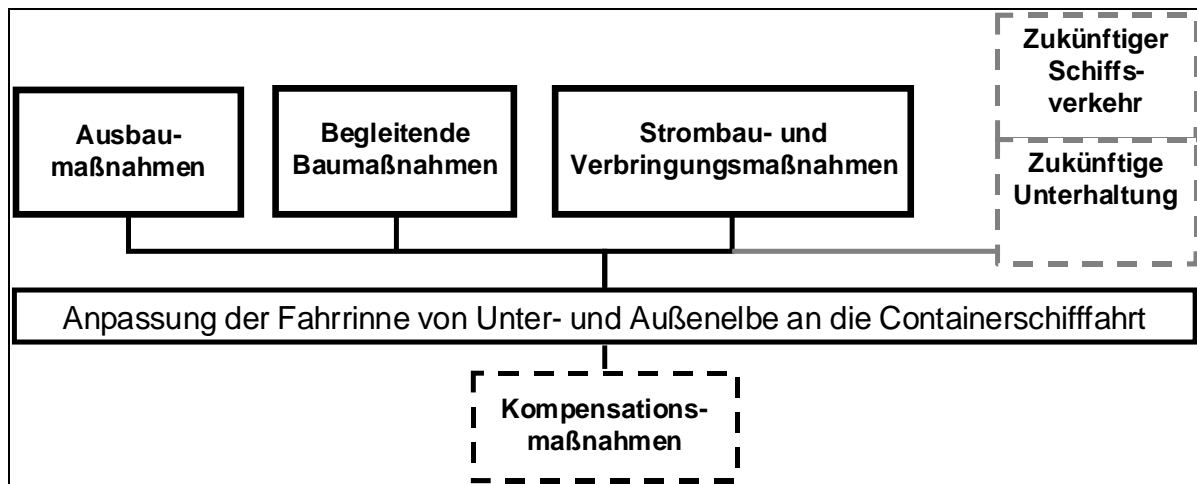 Ausbau-
maßnahmen
Begleitende
Baumaßnahmen
Strombau- und
Verbringungsmaßnahmen
Zukünftiger
Schiffs-
verkehr
Zukünftige
Unterhaltung
Anpassung der Fahrrinne von Unter- und Außenelbe an die Containerschifffahrt
Kompensations-
maßnahmen